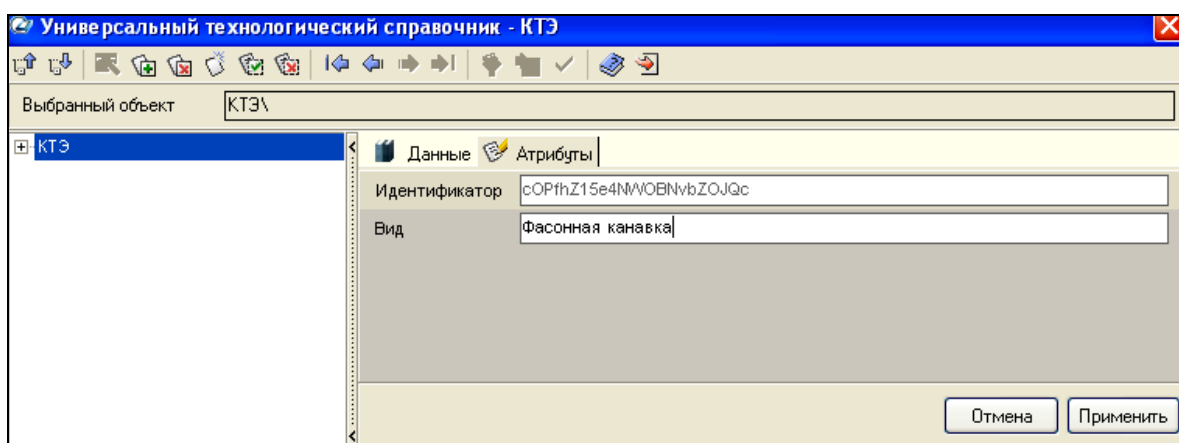 Универсальный технологический справочник - КТЭ
Выбранный объект КТЭ\
КТЭ
Данные Атрибуты
Идентификатор cOPfhZ15e4NWOBNvbZOJQc
Вид Фасонная канавка
Отмена Применить